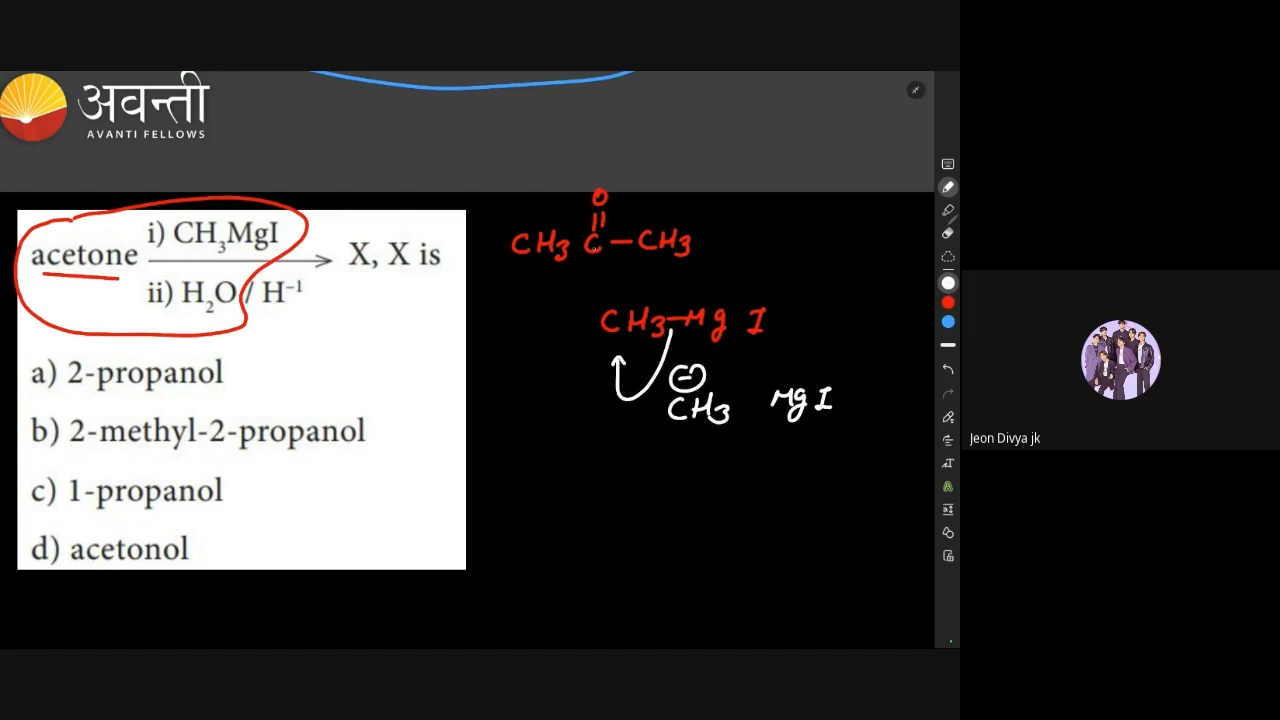 अवन्ती
AVANTI FELLOWS
acetone i) CH₃MgI
ii) H₂O / H⁻¹ X, X is
a) 2-propanol
b) 2-methyl-2-propanol
c) 1-propanol
d) acetonol
O
||
CH3 C - CH3
CH3-Mg I
⊖
CH3 MgI
Jeon Divya jk